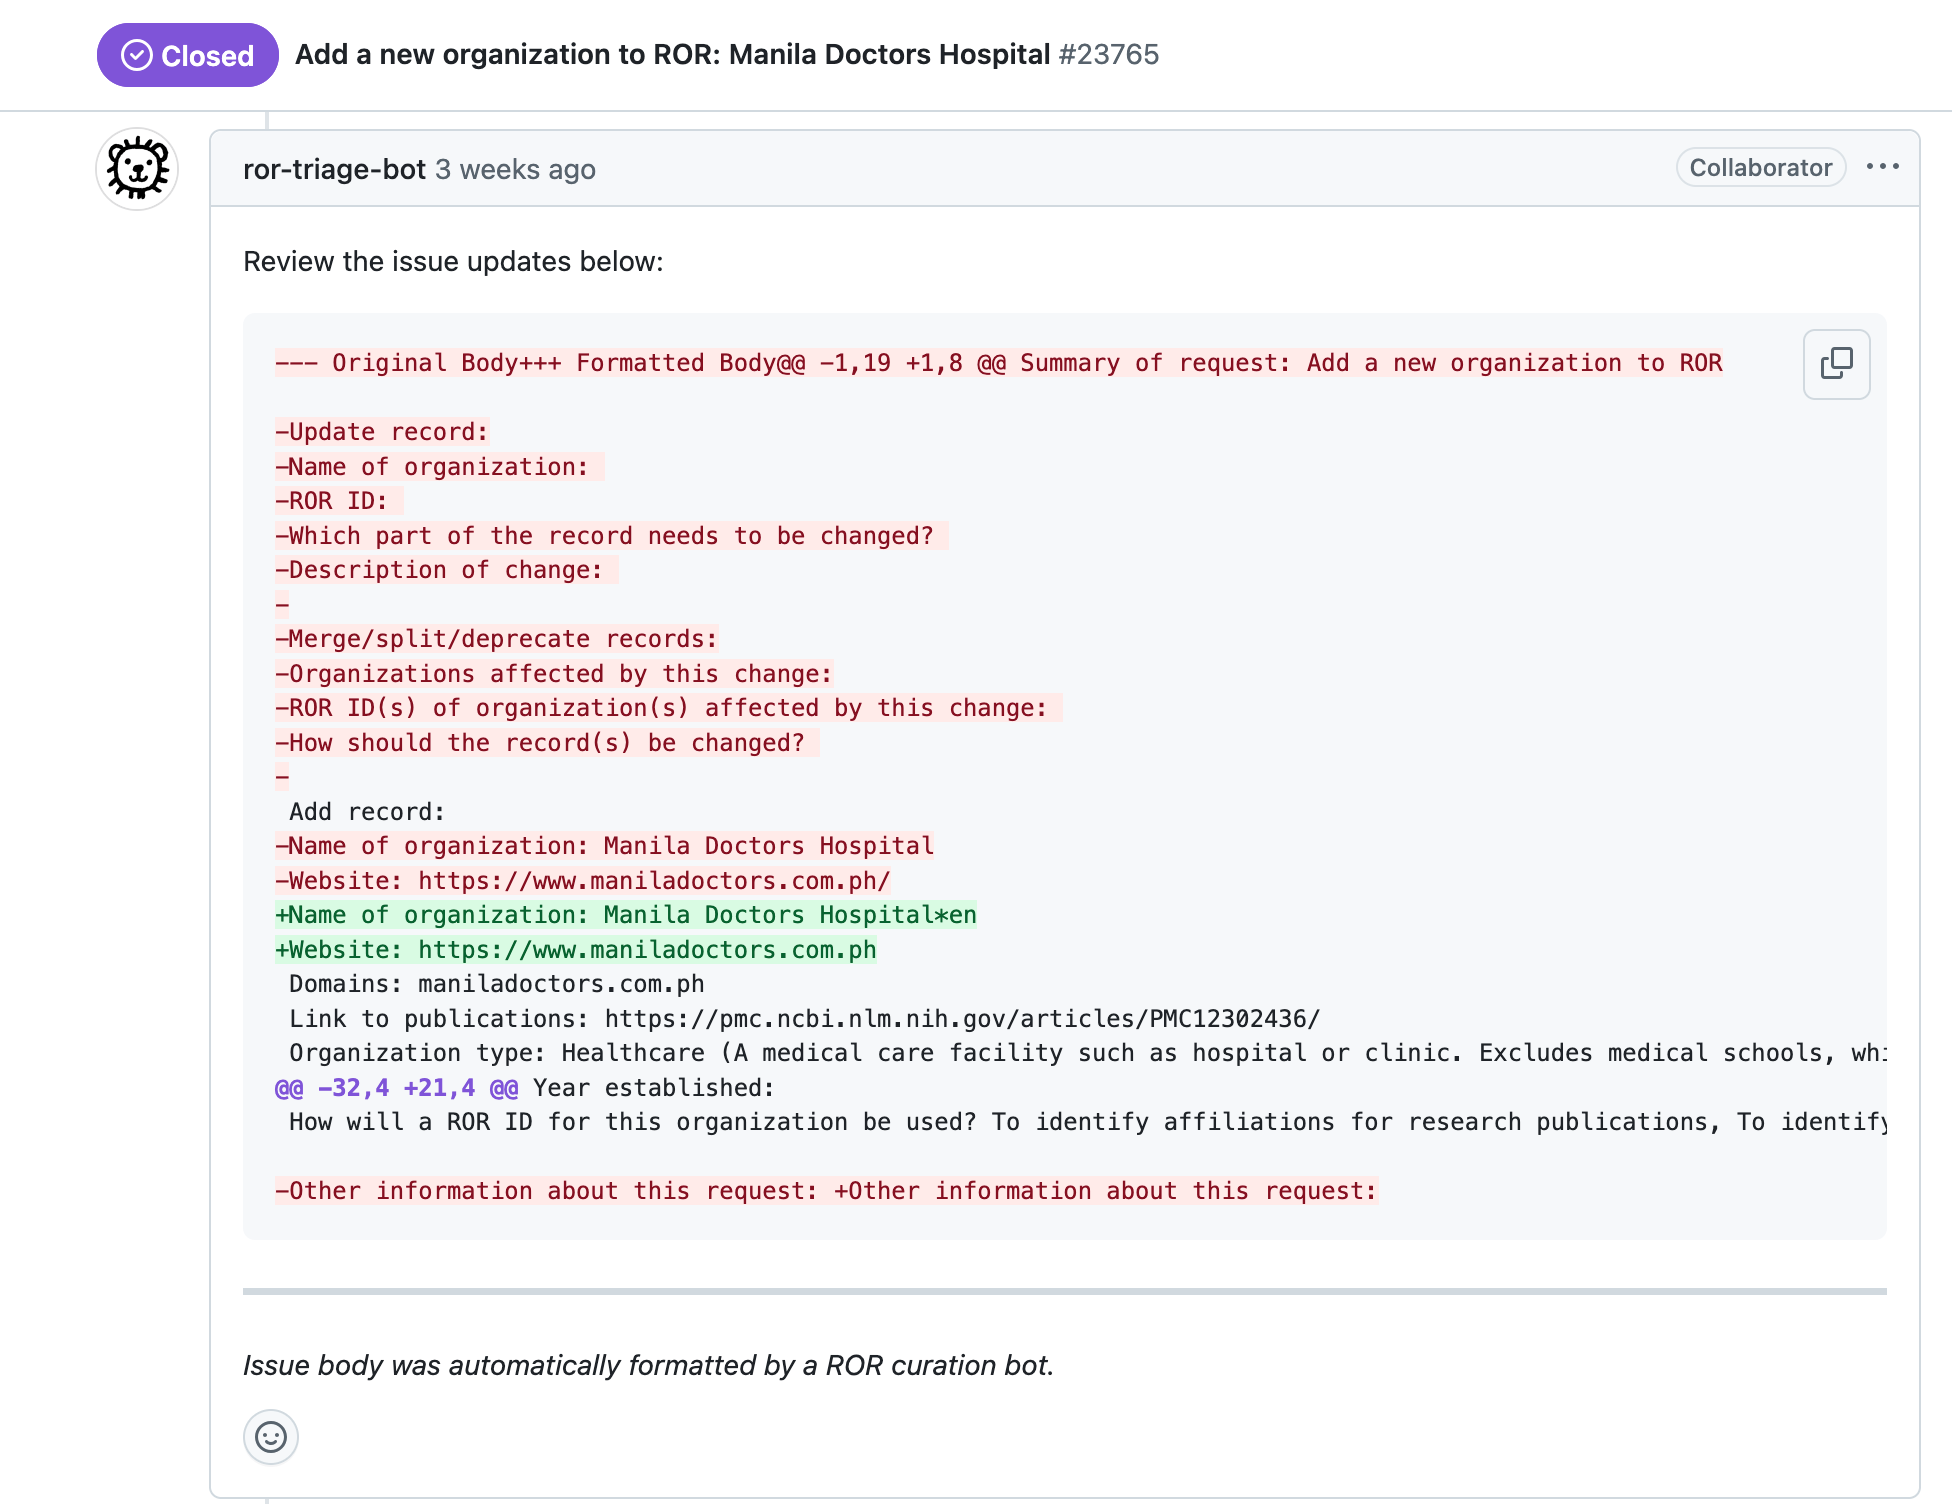 Closed Add a new organization to ROR: Manila Doctors Hospital #23765
ror-triage-bot 3 weeks ago Collaborator
Review the issue updates below:
--- Original Body+++ Formatted Body@@ -1,19 +1,8 @@ Summary of request: Add a new organization to ROR
-Update record:
-Name of organization:
-ROR ID:
-Which part of the record needs to be changed?
-Description of change:
-
-Merge/split/deprecate records:
-Organizations affected by this change:
-ROR ID(s) of organization(s) affected by this change:
-How should the record(s) be changed?
-
Add record:
-Name of organization: Manila Doctors Hospital
-Website: https://www.maniladoctors.com.ph/
+Name of organization: Manila Doctors Hospital*en
+Website: https://www.maniladoctors.com.ph
Domains: maniladoctors.com.ph
Link to publications: https://pmc.ncbi.nlm.nih.gov/articles/PMC12302436/
Organization type: Healthcare (A medical care facility such as hospital or clinic. Excludes medical schools, whi
@@ -32,4 +21,4 @@ Year established:
How will a ROR ID for this organization be used? To identify affiliations for research publications, To identify
-Other information about this request: +Other information about this request:
Issue body was automatically formatted by a ROR curation bot.